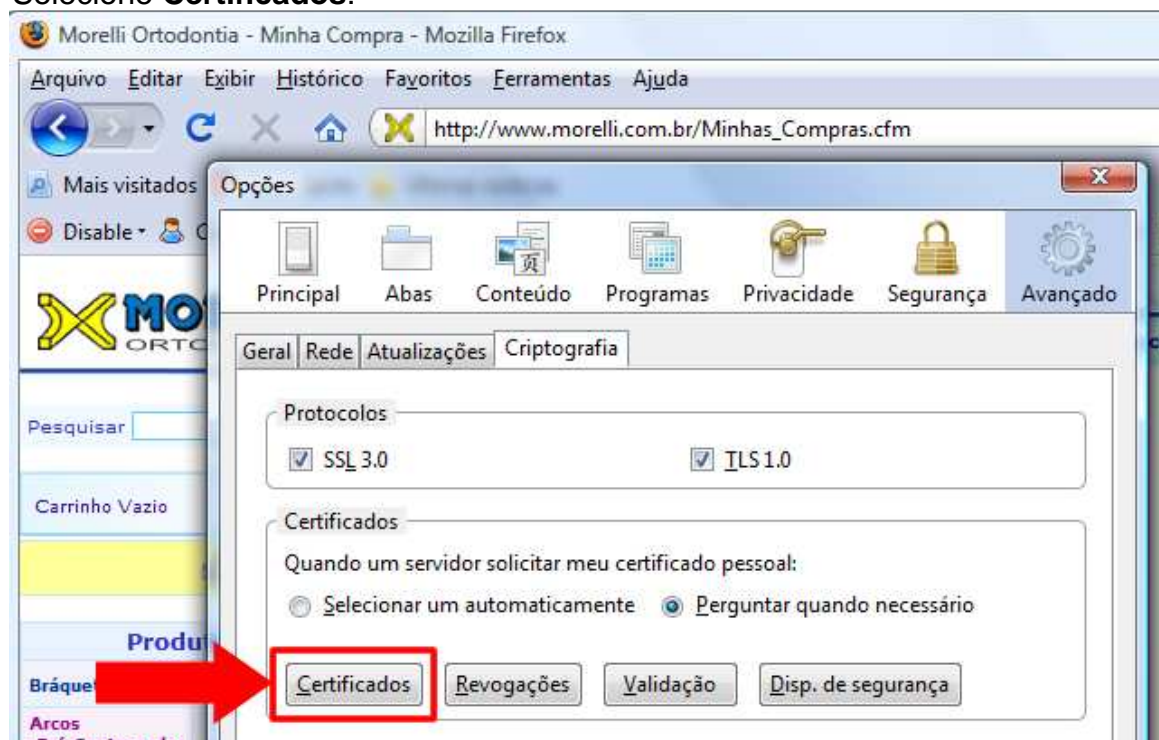 Selecione Certificados.
Morelli Ortodontia - Minha Compra - Mozilla Firefox
Arquivo Editar Exibir Histórico Favoritos Ferramentas Ajuda
http://www.morelli.com.br/Minhas_Compras.cfm
Mais visitados
Opções
Disable
Principal Abas Conteúdo Programas Privacidade Segurança Avançado
页
MO
ORTO
Geral Rede Atualizações Criptografia
Pesquisar
Protocolos
SSL 3.0 TLS 1.0
Carrinho Vazio
Certificados
Quando um servidor solicitar meu certificado pessoal:
Selecionar um automaticamente Perguntar quando necessário
Produ
Bráque
Certificados Revogações Validação Disp. de segurança
Arcos